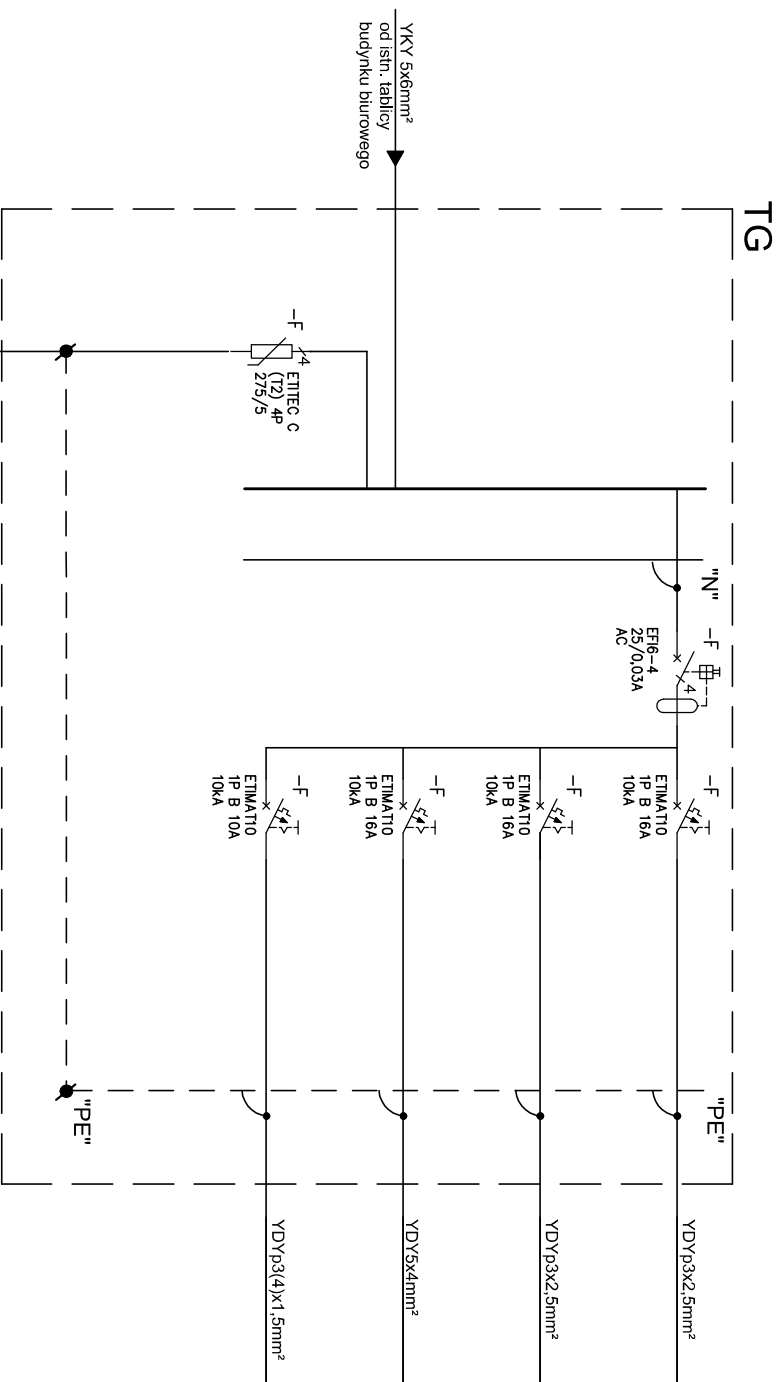 TG
YKY 5x6mm²
od istn. tablicy
budynku biurowego
-F
4
ETITEC C
(T2) 4P
275/5
"N"
-F
4
EFI6-4
25/0,03A
AC
-F
ETIMAT10
1P B 16A
10kA
-F
ETIMAT10
1P B 16A
10kA
-F
ETIMAT10
1P B 16A
10kA
-F
ETIMAT10
1P B 10A
10kA
"PE"
"PE"
YDYp3x2,5mm²
YDYp3x2,5mm²
YDY5x4mm²
YDYp3(4)x1,5mm²